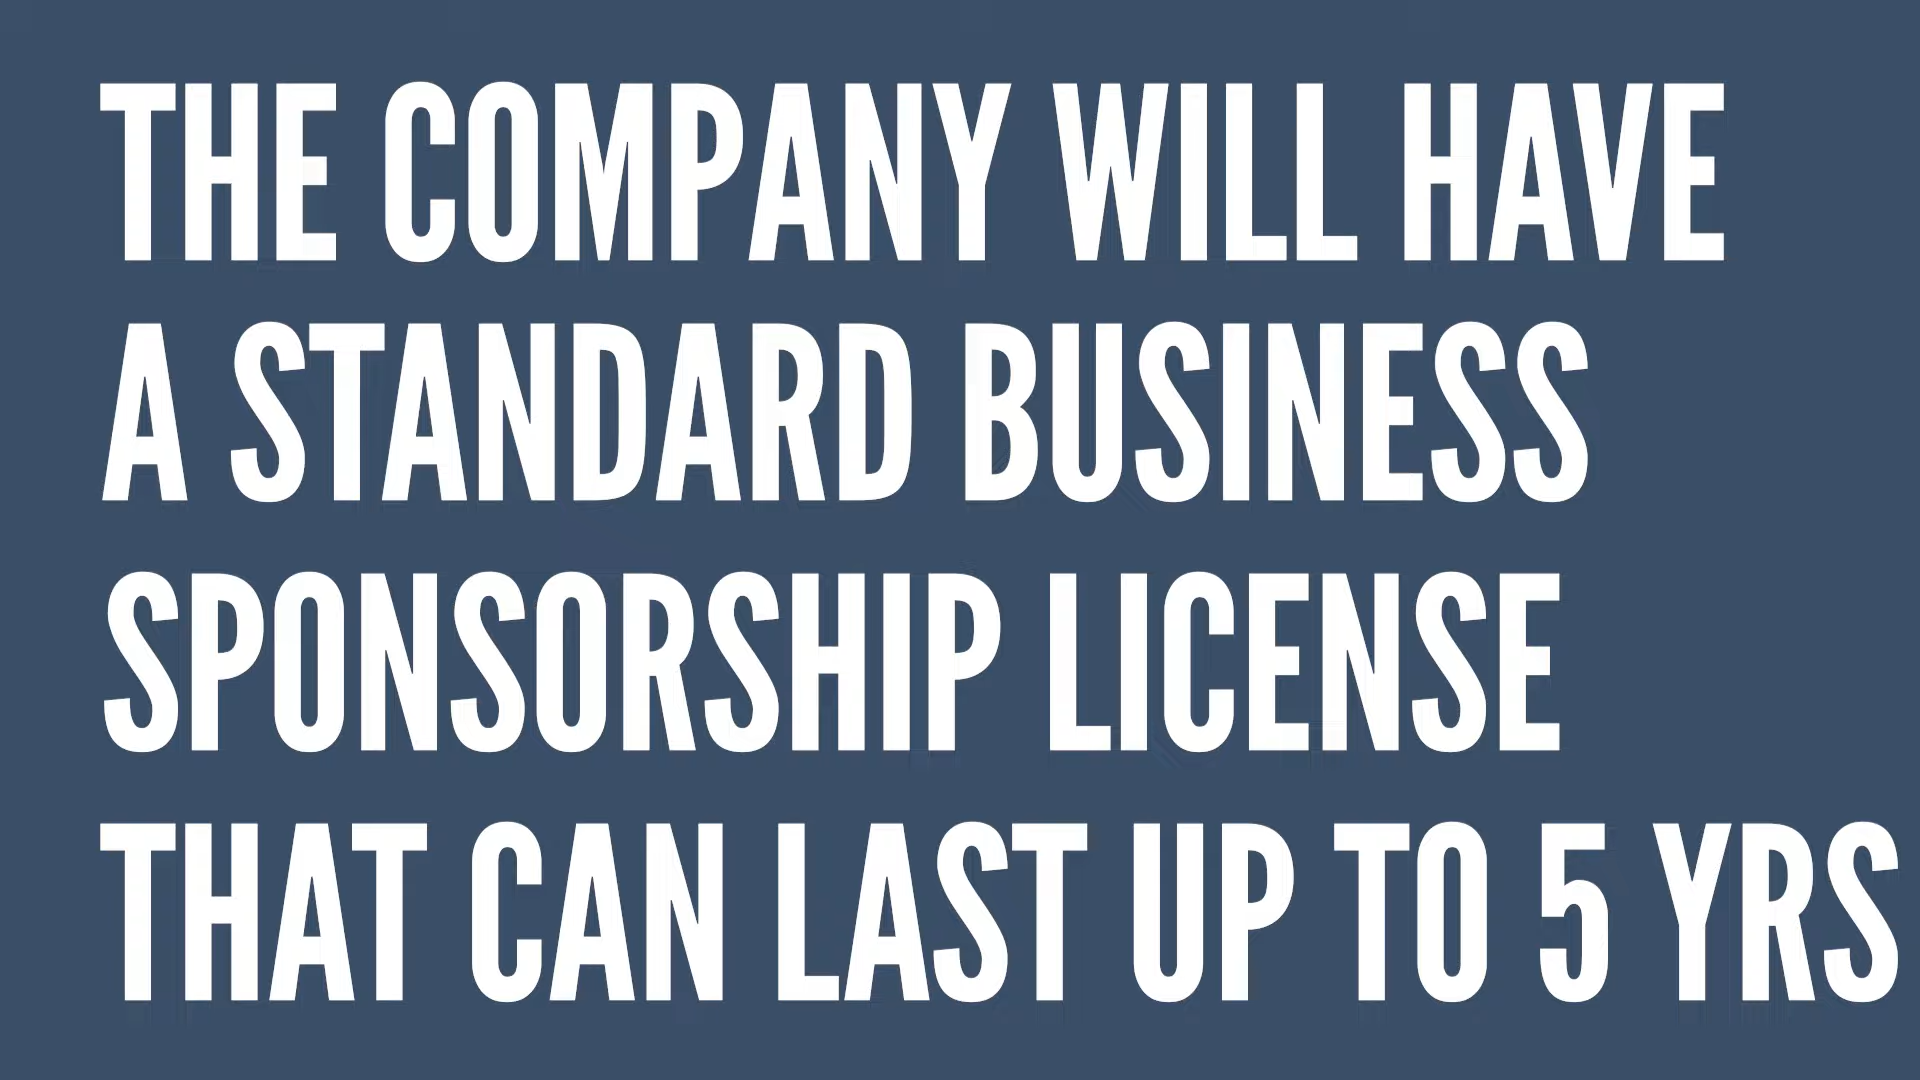 THE COMPANY WILL HAVE
A STANDARD BUSINESS
SPONSORSHIP LICENSE
THAT CAN LAST UP TO 5 YRS